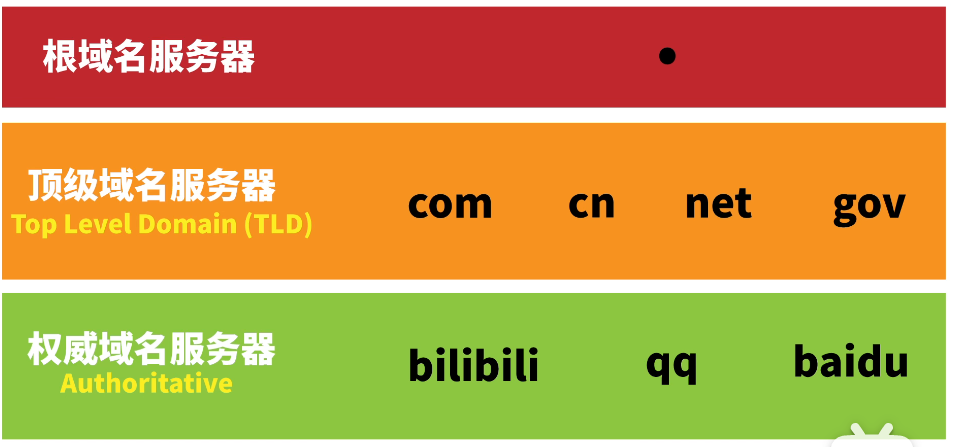 根域名服务器 .
顶级域名服务器
Top Level Domain (TLD)
com cn net gov
权威域名服务器
Authoritative
bilibili qq baidu